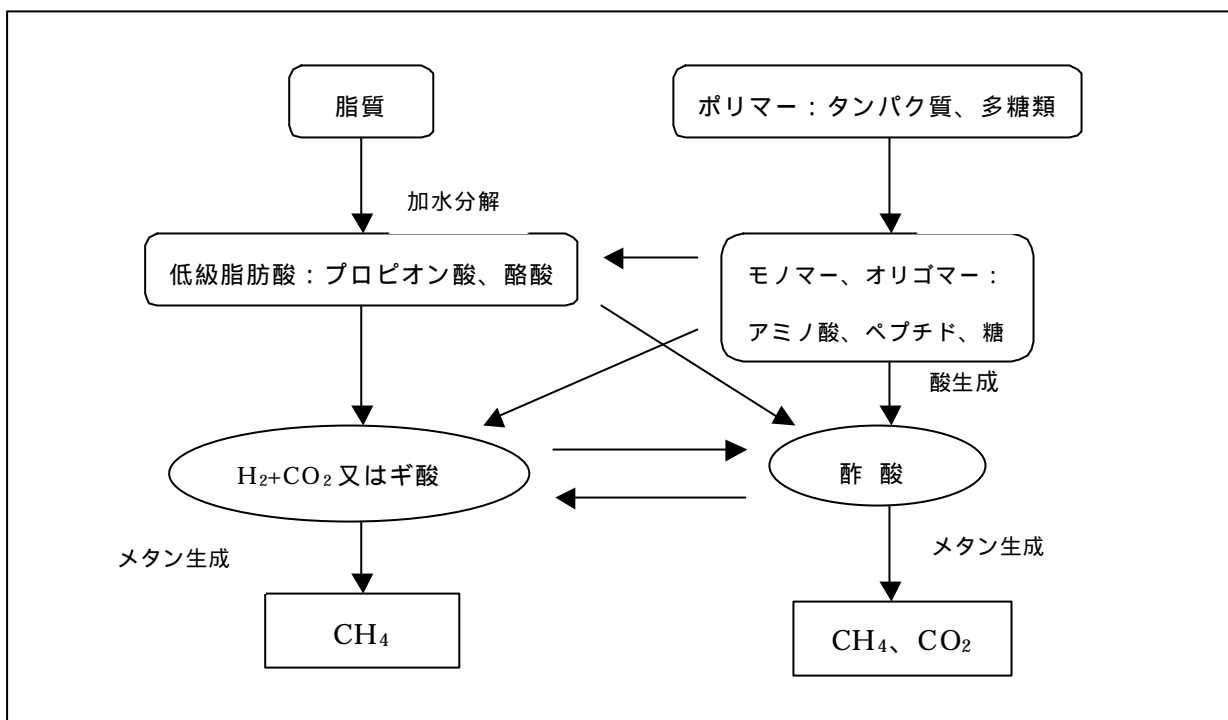 脂質
ポリマー：タンパク質、多糖類
加水分解
低級脂肪酸：プロピオン酸、酪酸
モノマー、オリゴマー：
アミノ酸、ペプチド、糖
酸生成
H₂+CO₂又はギ酸
酢 酸
メタン生成
メタン生成
CH₄
CH₄、CO₂